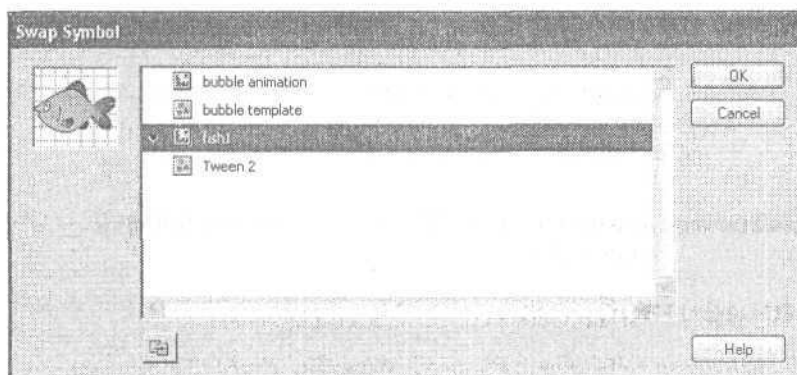 Swap Symbol
bubble animation
bubble template
fish1
Tween 2
OK
Cancel
Help